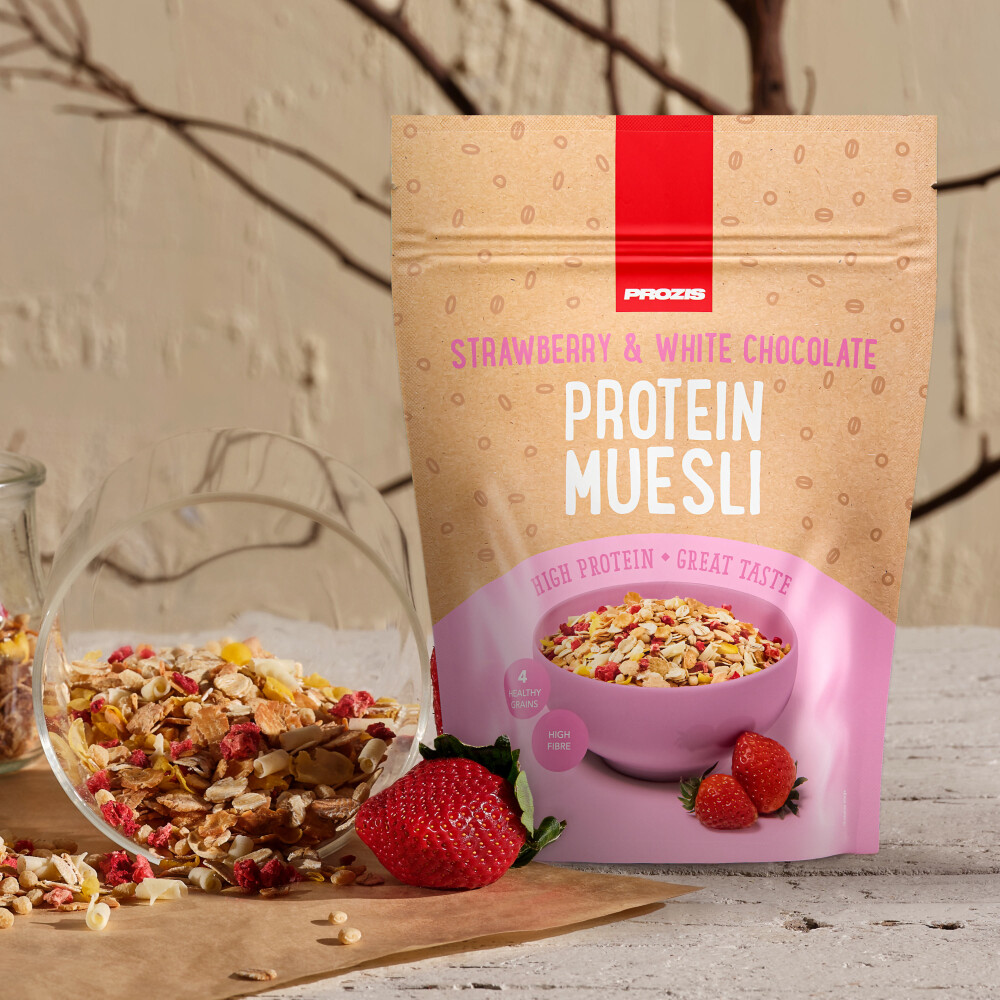 PROZIS
STRAWBERRY & WHITE CHOCOLATE
PROTEIN
MUESLI
HIGH PROTEIN • GREAT TASTE
4
HEALTHY
GRAINS
HIGH
FIBRE